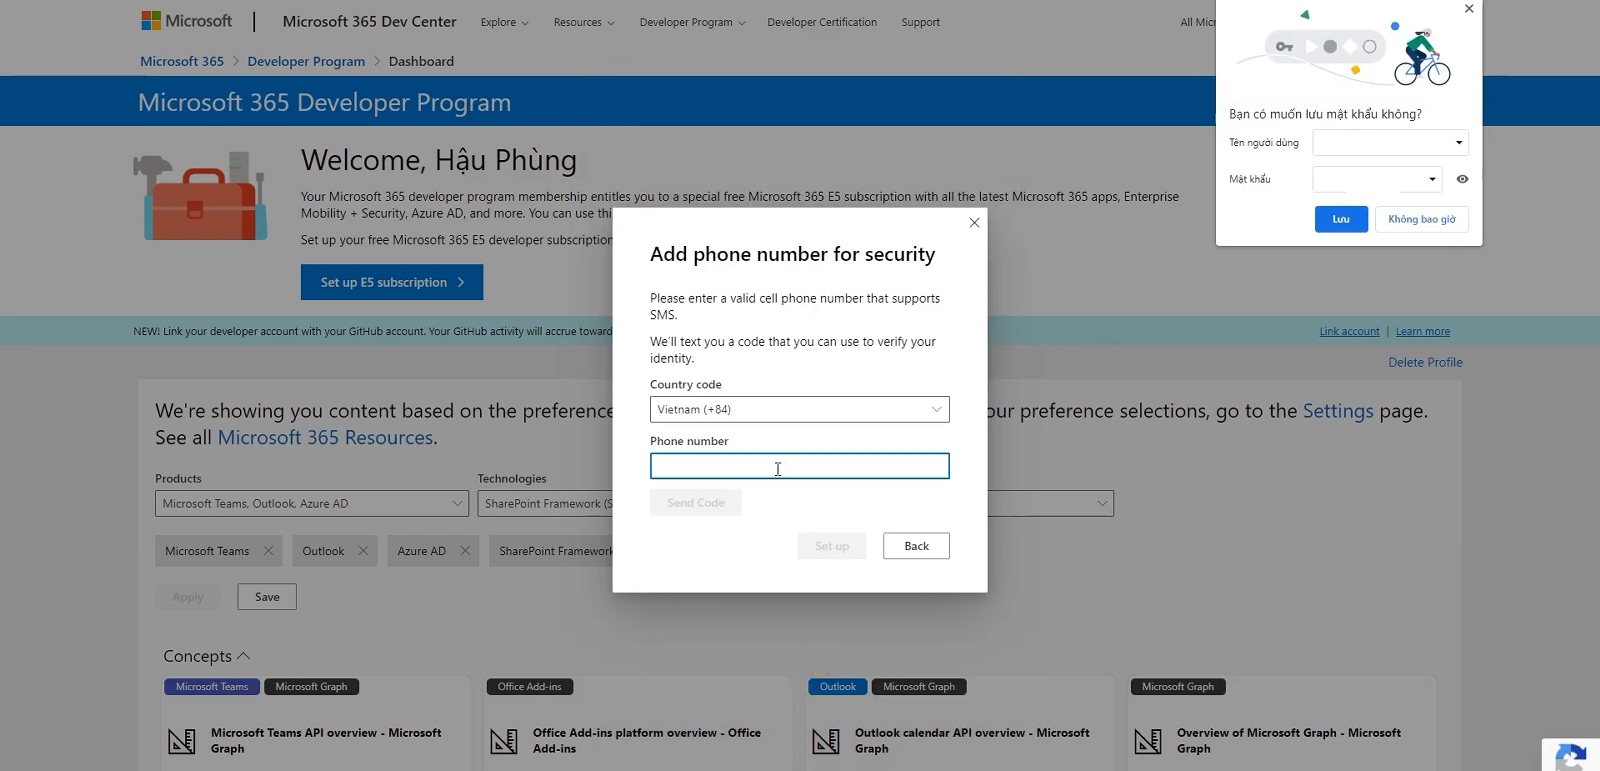 Microsoft
Microsoft 365 Dev Center
Explore
Resources
Developer Program
Developer Certification
Support
All
Microsoft 365 > Developer Program > Dashboard
Microsoft 365 Developer Program
Welcome, Hậu Phùng
Your Microsoft 365 developer program membership entitles you to a special free Microsoft 365 E5 subscription with all the latest Microsoft 365 apps, Enterprise
Mobility + Security, Azure AD, and more. You can use
Set up your free Microsoft 365 E5 developer subscription
Set up E5 subscription
NEW! Link your developer account with your GitHub account. Your GitHub activity will accrue
Link account | Learn more
Delete Profile
We're showing you content based on the
our preference selections, go to the Settings page.
See all Microsoft 365 Resources.
Products
Technologies
Microsoft Teams, Outlook, Azure AD
SharePoint Framework
Microsoft Teams
Outlook
Azure AD
SharePoint Framework
Apply
Save
Concepts
Microsoft Teams
Microsoft Graph
Office Add-ins
Outlook
Microsoft Graph
Microsoft Graph
Microsoft Teams API overview - Microsoft
Graph
Office Add-ins platform overview - Office
Add-ins
Outlook calendar API overview - Microsoft
Graph
Overview of Microsoft Graph - Microsoft
Graph
Add phone number for security
Please enter a valid cell phone number that supports
SMS.
We'll text you a code that you can use to verify your
identity.
Country code
Vietnam (+84)
Phone number
Send Code
Set up
Back
Bạn có muốn lưu mật khẩu không?
Tên người dùng
Mật khẩu
Lưu
Không bao giờ